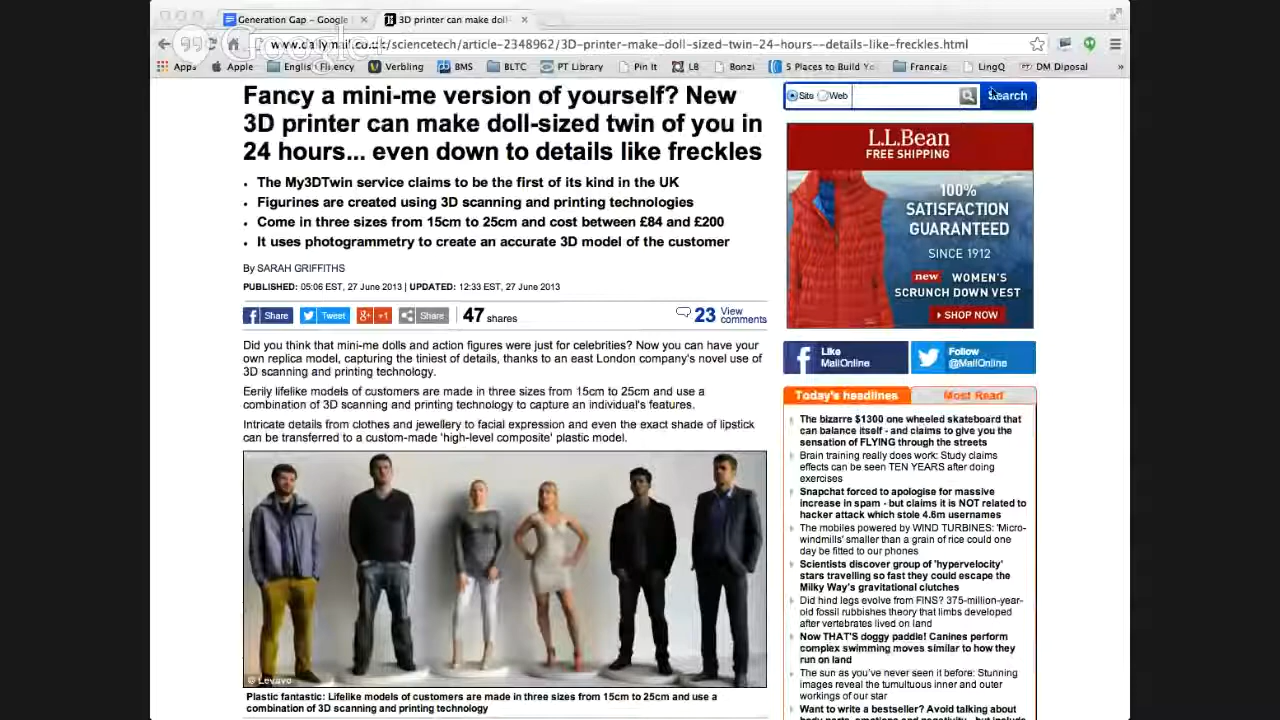 Generation Gap – Google
3D printer can make doll-
www.dailymail.co.uk/sciencetech/article-2348962/3D-printer-make-doll-sized-twin-24-hours--details-like-freckles.html
Apps Apple English Fluency Verbling BMS BLTC PT Library Pin It LB Bonzi 5 Places to Build Yo Francais LingQ DM Diposal »
Fancy a mini-me version of yourself? New
3D printer can make doll-sized twin of you in
24 hours... even down to details like freckles
The My3DTwin service claims to be the first of its kind in the UK
Figurines are created using 3D scanning and printing technologies
Come in three sizes from 15cm to 25cm and cost between £84 and £200
It uses photogrammetry to create an accurate 3D model of the customer
By SARAH GRIFFITHS
PUBLISHED: 05:06 EST, 27 June 2013 | UPDATED: 12:33 EST, 27 June 2013
Share Tweet +1 Share 47 shares 23 View comments
Did you think that mini-me dolls and action figures were just for celebrities? Now you can have your
own replica model, capturing the tiniest of details, thanks to an east London company's novel use of
3D scanning and printing technology.
Eerily lifelike models of customers are made in three sizes from 15cm to 25cm and use a
combination of 3D scanning and printing technology to capture an individual's features.
Intricate details from clothes and jewellery to facial expression and even the exact shade of lipstick
can be transferred to a custom-made 'high-level composite' plastic model.
© Levavo
Plastic fantastic: Lifelike models of customers are made in three sizes from 15cm to 25cm and use a
combination of 3D scanning and printing technology
Site Web Search
L.L.Bean
FREE SHIPPING
100%
SATISFACTION
GUARANTEED
SINCE 1912
new WOMEN'S
SCRUNCH DOWN VEST
SHOP NOW
Like
MailOnline
Follow
@MailOnline
Today's headlines Most Read
The bizarre $1300 one wheeled skateboard that
can balance itself - and claims to give you the
sensation of FLYING through the streets
Brain training really does work: Study claims
effects can be seen TEN YEARS after doing
exercises
Snapchat forced to apologise for massive
increase in spam - but claims it is NOT related to
hacker attack which stole 4.6m usernames
The mobiles powered by WIND TURBINES: 'Micro-
windmills' smaller than a grain of rice could one
day be fitted to our phones
Scientists discover group of 'hypervelocity'
stars travelling so fast they could escape the
Milky Way's gravitational clutches
Did hind legs evolve from FINS? 375-million-year-
old fossil rubbishes theory that limbs developed
after vertebrates lived on land
Now THAT'S doggy paddle! Canines perform
complex swimming moves similar to how they
run on land
The sun as you've never seen it before: Stunning
images reveal the tumultuous inner and outer
workings of our star
Want to write a bestseller? Avoid talking about